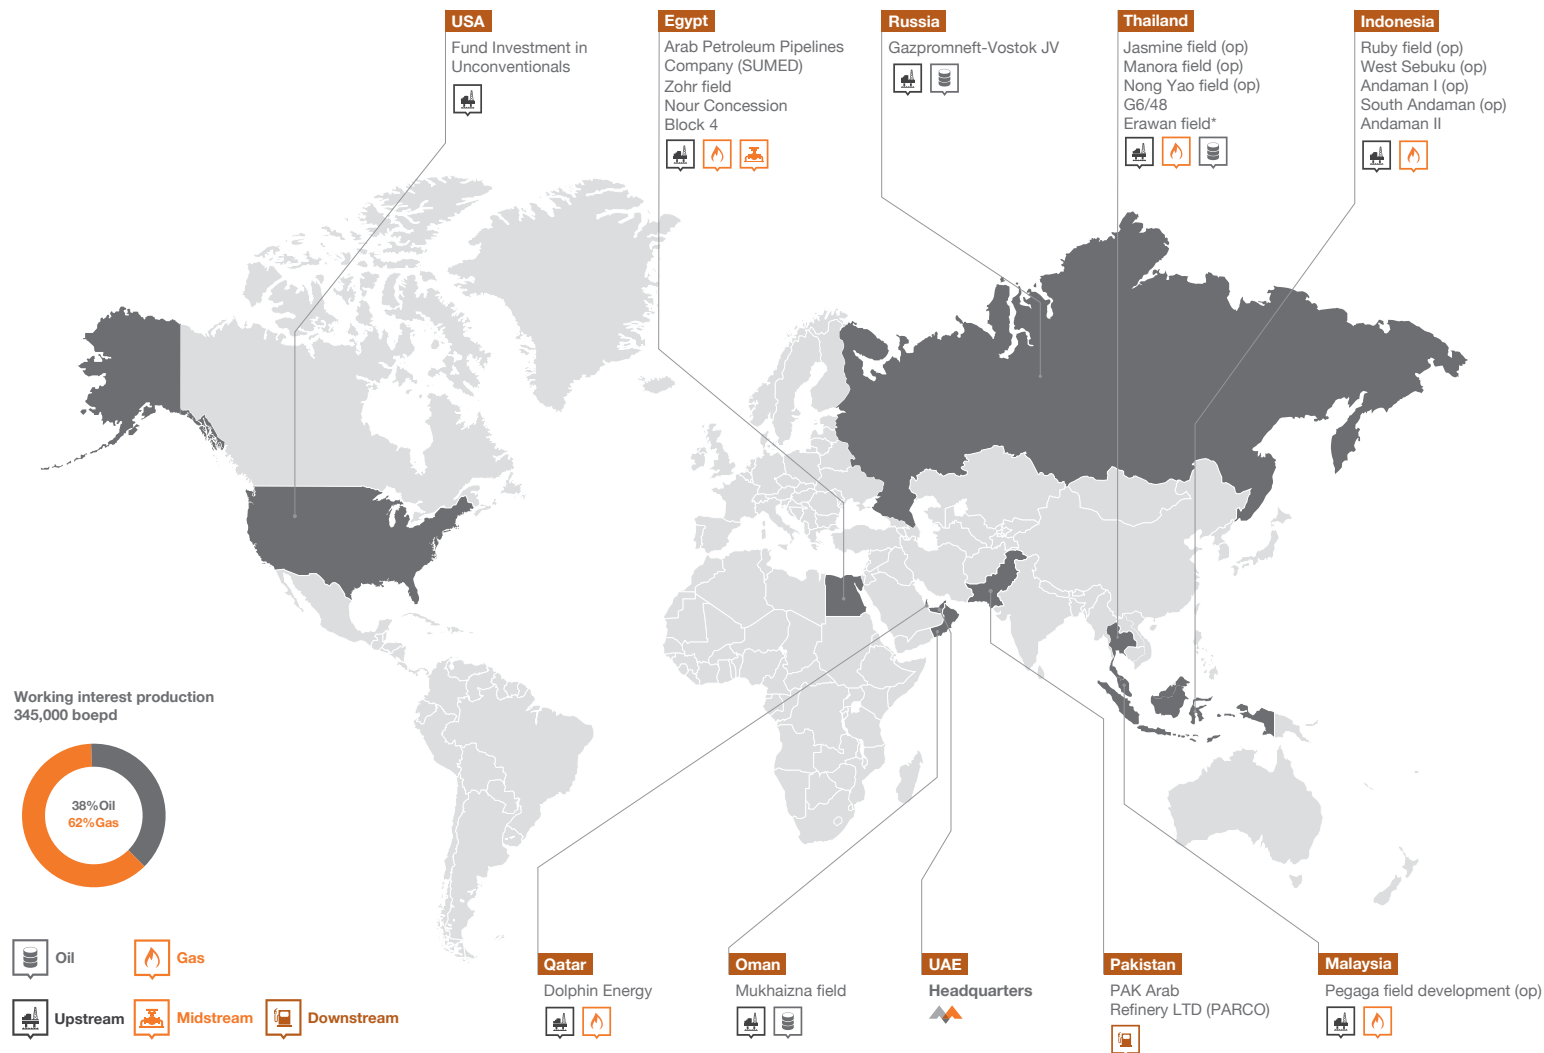 USA
Fund Investment in
Unconventionals
Egypt
Arab Petroleum Pipelines
Company (SUMED)
Zohr field
Nour Concession
Block 4
Russia
Gazpromneft-Vostok JV
Thailand
Jasmine field (op)
Manora field (op)
Nong Yao field (op)
G6/48
Erawan field*
Indonesia
Ruby field (op)
West Sebuku (op)
Andaman I (op)
South Andaman (op)
Andaman II
Working interest production
345,000 boepd
38%Oil
62%Gas
Oil
Gas
Upstream
Midstream
Downstream
Qatar
Dolphin Energy
Oman
Mukhaizna field
UAE
Headquarters
Pakistan
PAK Arab
Refinery LTD (PARCO)
Malaysia
Pegaga field development (op)